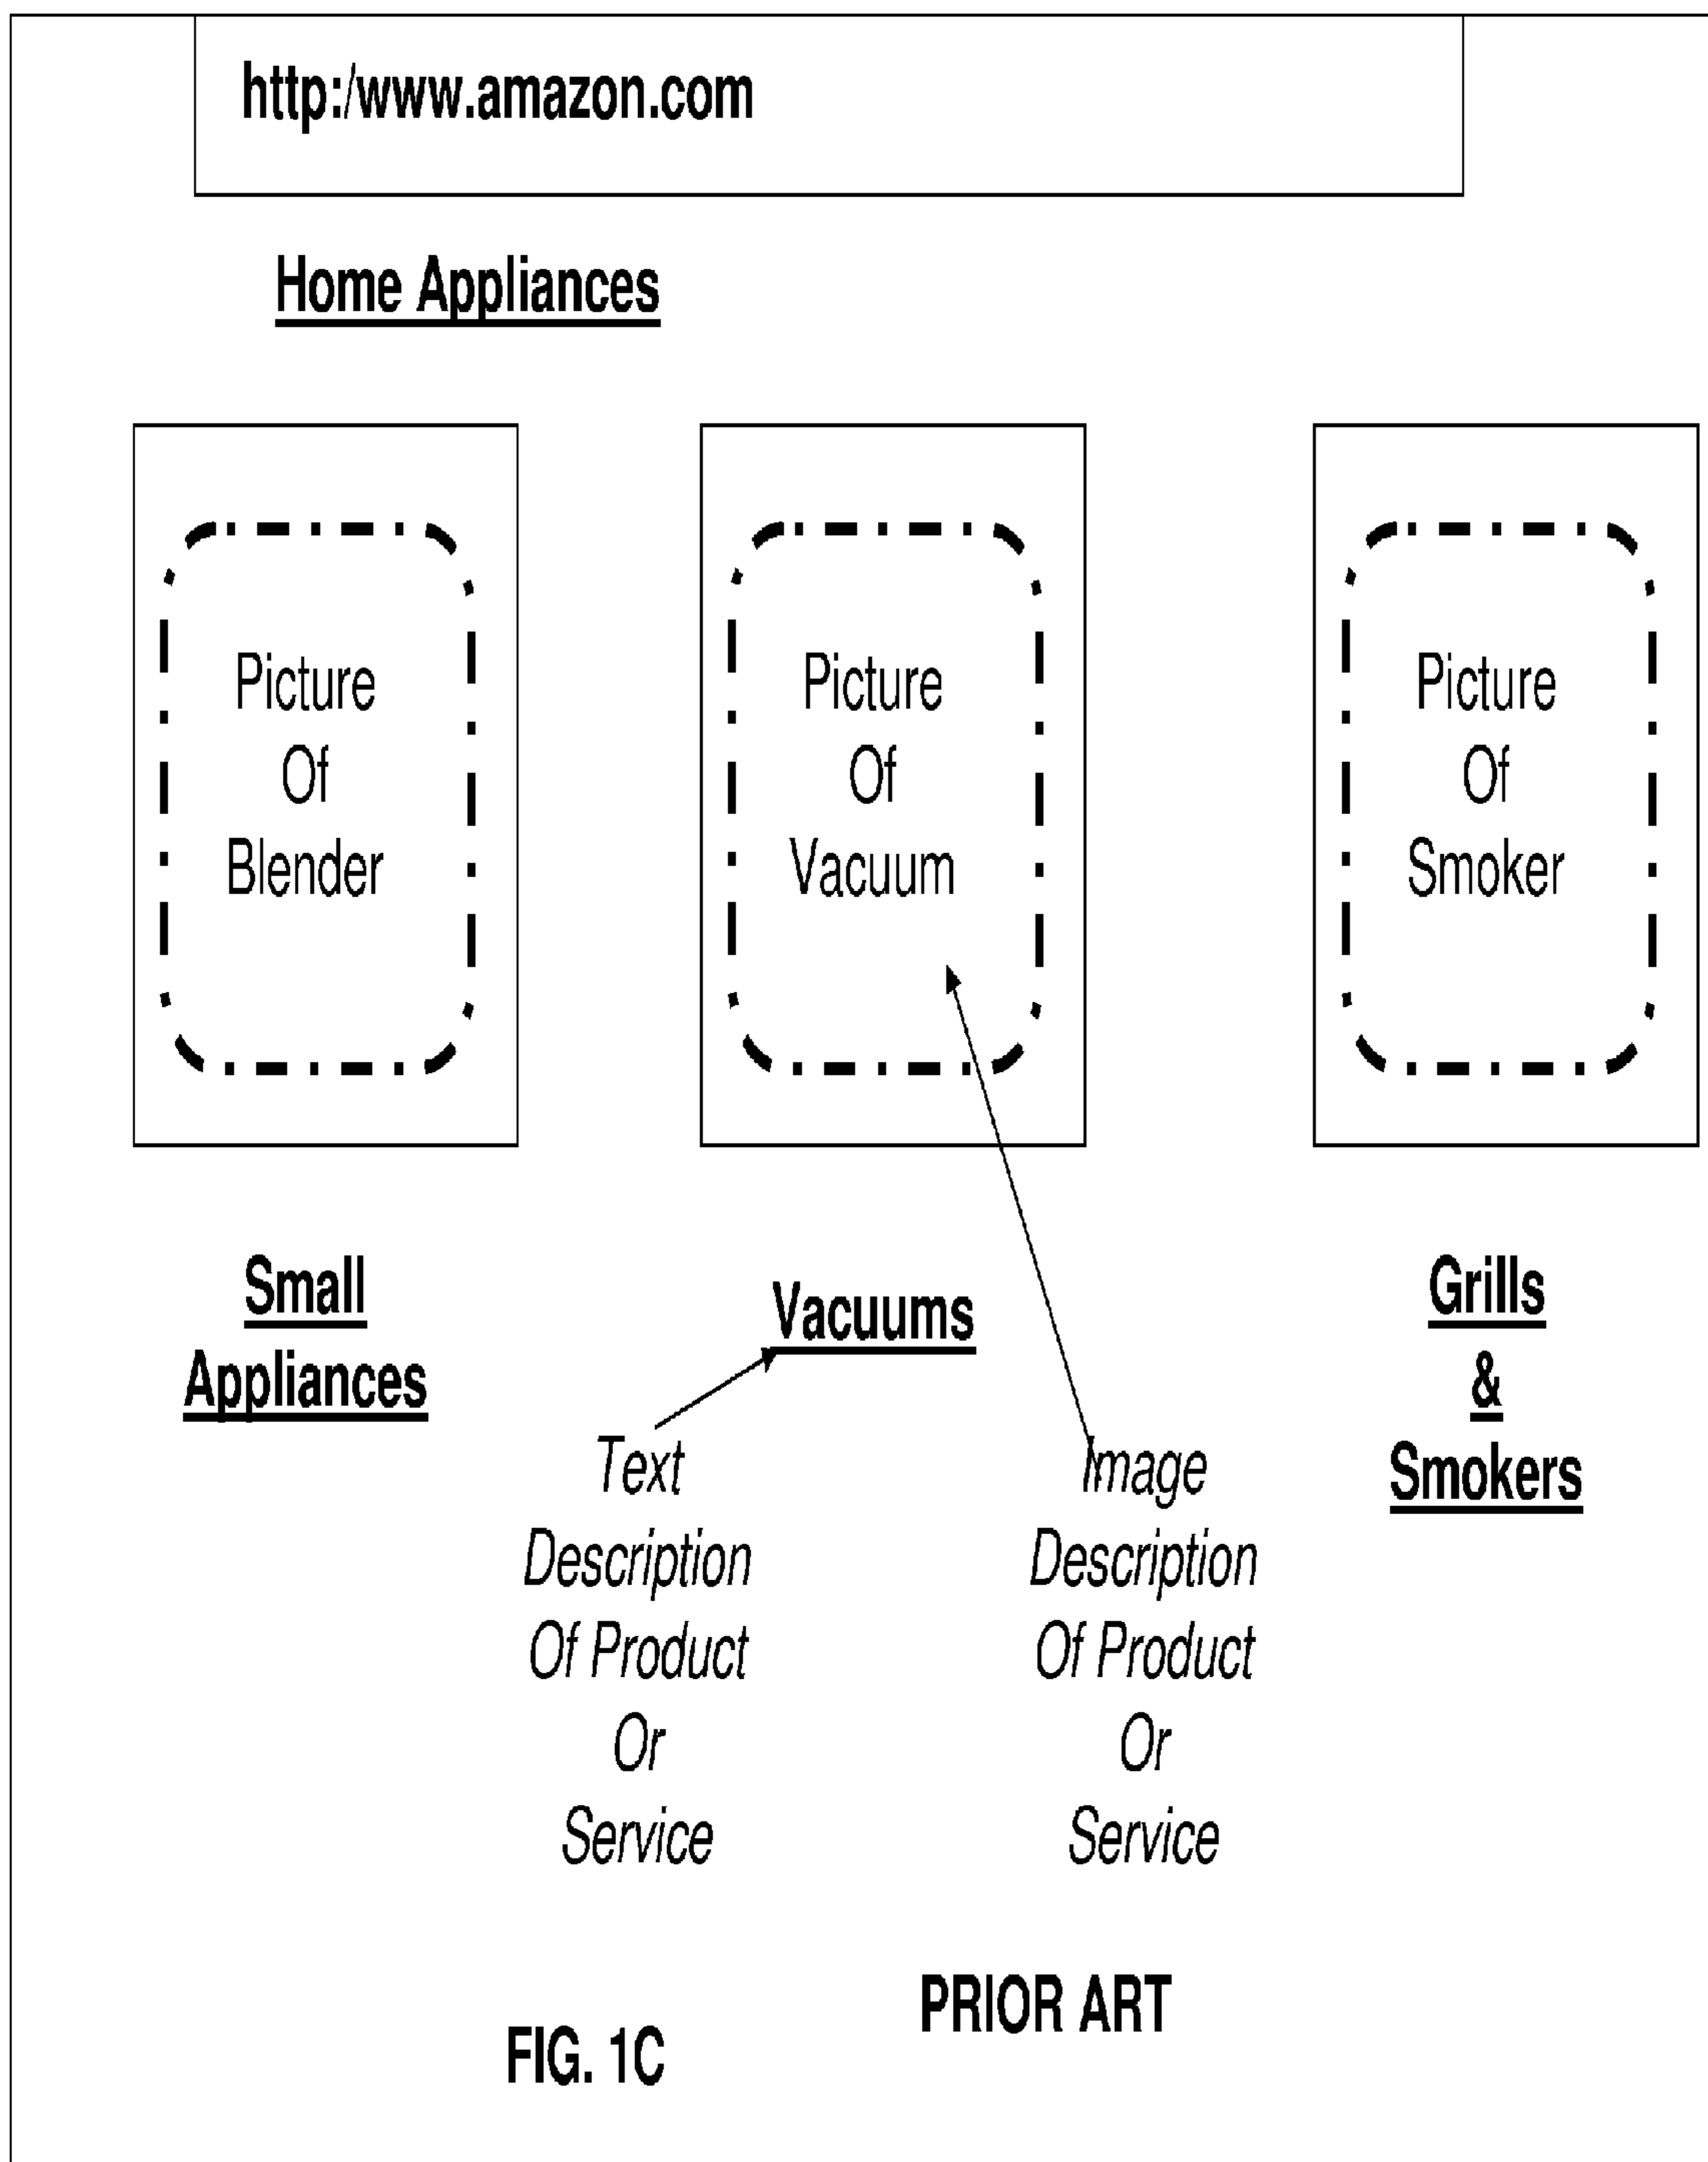 http:/www.amazon.com
Home Appliances
Picture
Of
Blender
Picture
Of
Vacuum
Picture
Of
Smoker
Small
Appliances
Vacuums
Grills
&
Smokers
Text
Description
Of Product
Or
Service
Image
Description
Of Product
Or
Service
PRIOR ART
FIG. 1C